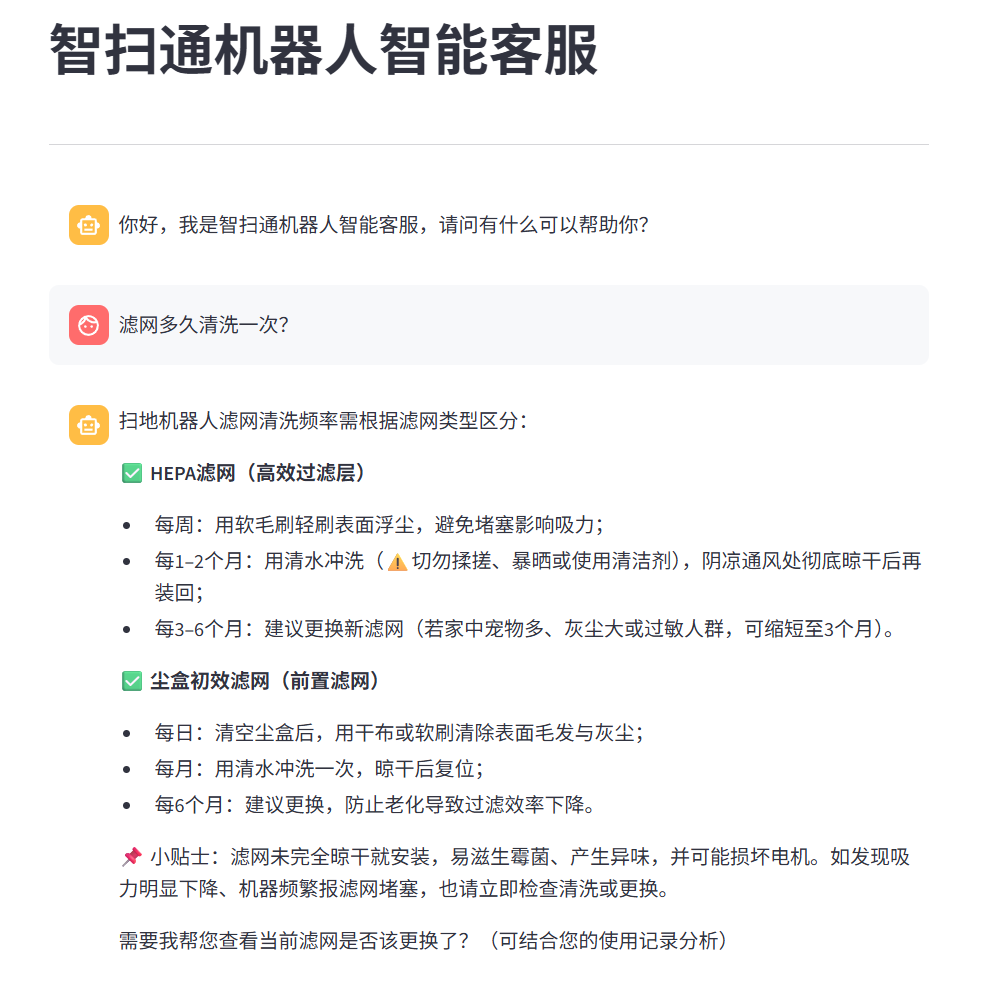 智扫通机器人智能客服
你好，我是智扫通机器人智能客服，请问有什么可以帮助你？
滤网多久清洗一次？
扫地机器人滤网清洗频率需根据滤网类型区分：
✅ HEPA滤网（高效过滤层）
• 每周：用软毛刷轻刷表面浮尘，避免堵塞影响吸力；
• 每1–2个月：用清水冲洗（⚠️切勿揉搓、暴晒或使用清洁剂），阴凉通风处彻底晾干后再
装回；
• 每3–6个月：建议更换新滤网（若家中宠物多、灰尘大或过敏人群，可缩短至3个月）。
✅ 尘盒初效滤网（前置滤网）
• 每日：清空尘盒后，用干布或软刷清除表面毛发与灰尘；
• 每月：用清水冲洗一次，晾干后复位；
• 每6个月：建议更换，防止老化导致过滤效率下降。
📌 小贴士：滤网未完全晾干就安装，易滋生霉菌、产生异味，并可能损坏电机。如发现吸
力明显下降、机器频繁报滤网堵塞，也请立即检查清洗或更换。
需要我帮您查看当前滤网是否该更换了？（可结合您的使用记录分析）